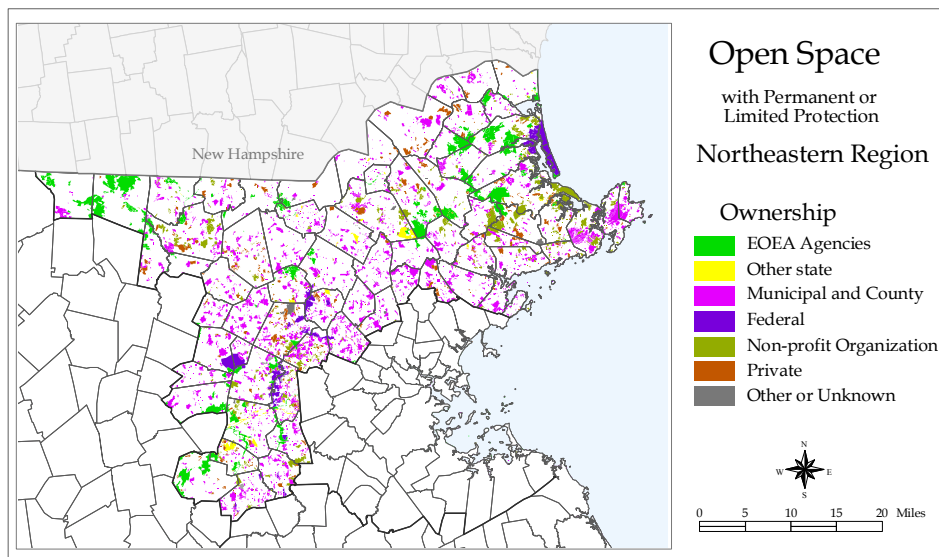 Open Space
with Permanent or
Limited Protection
Northeastern Region
New Hampshire
Ownership
EOEA Agencies
Other state
Municipal and County
Federal
Non-profit Organization
Private
Other or Unknown
N
W E
S
0 5 10 15 20 Miles